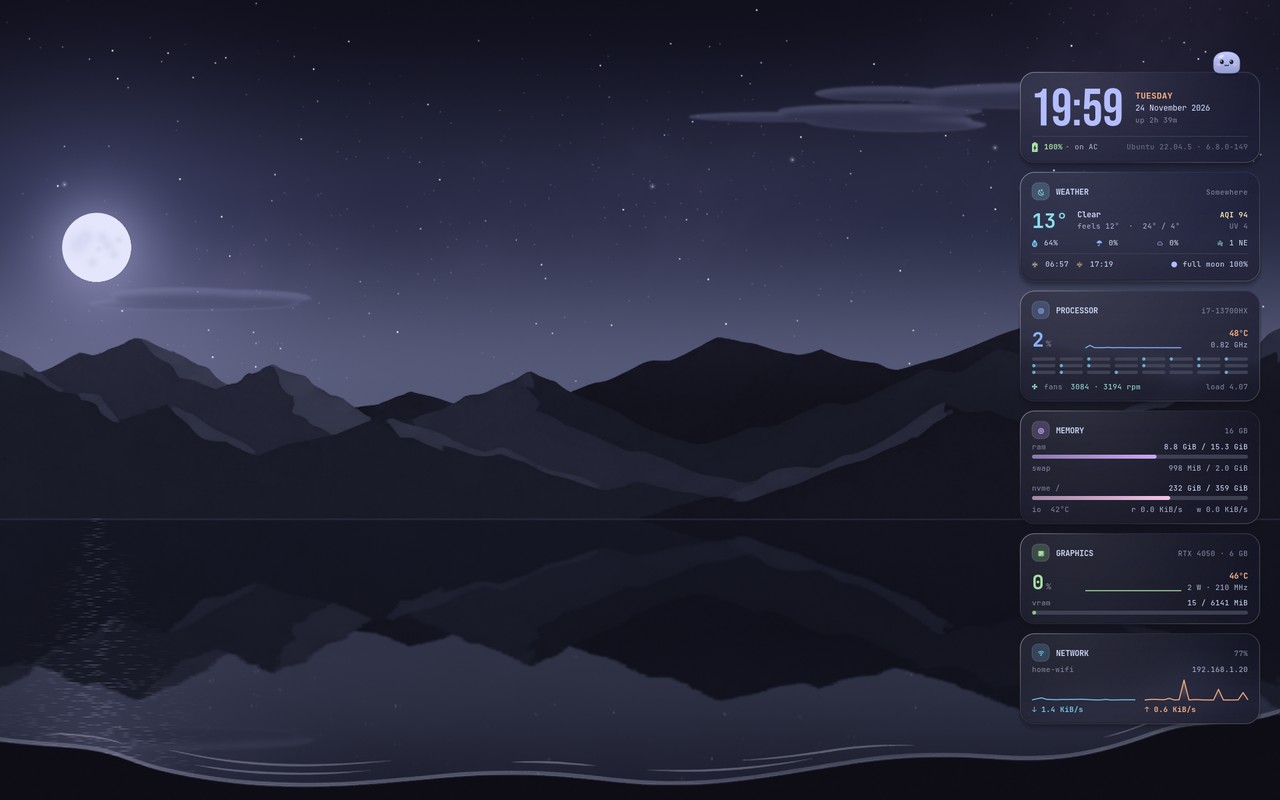 19:59
TUESDAY
24 November 2026
up 2h 39m
100% · on AC
Ubuntu 22.04.5 · 6.8.0-149
WEATHER
Somewhere
13°
Clear
AQI 94
feels 12° · 24° / 4°
UV 4
64% 0% 0% 1 NE
06:57 17:19 full moon 100%
PROCESSOR
i7-13700HX
2%
48°C
0.82 GHz
fans 3084 · 3194 rpm
load 4.07
MEMORY
16 GB
ram 8.8 GiB / 15.3 GiB
swap 998 MiB / 2.0 GiB
nvme / 232 GiB / 359 GiB
io 42°C r 0.0 KiB/s w 0.0 KiB/s
GRAPHICS
RTX 4050 · 6 GB
0%
46°C
2 W · 210 MHz
vram 15 / 6141 MiB
NETWORK
77%
home-wifi 192.168.1.20
↓ 1.4 KiB/s ↑ 0.6 KiB/s